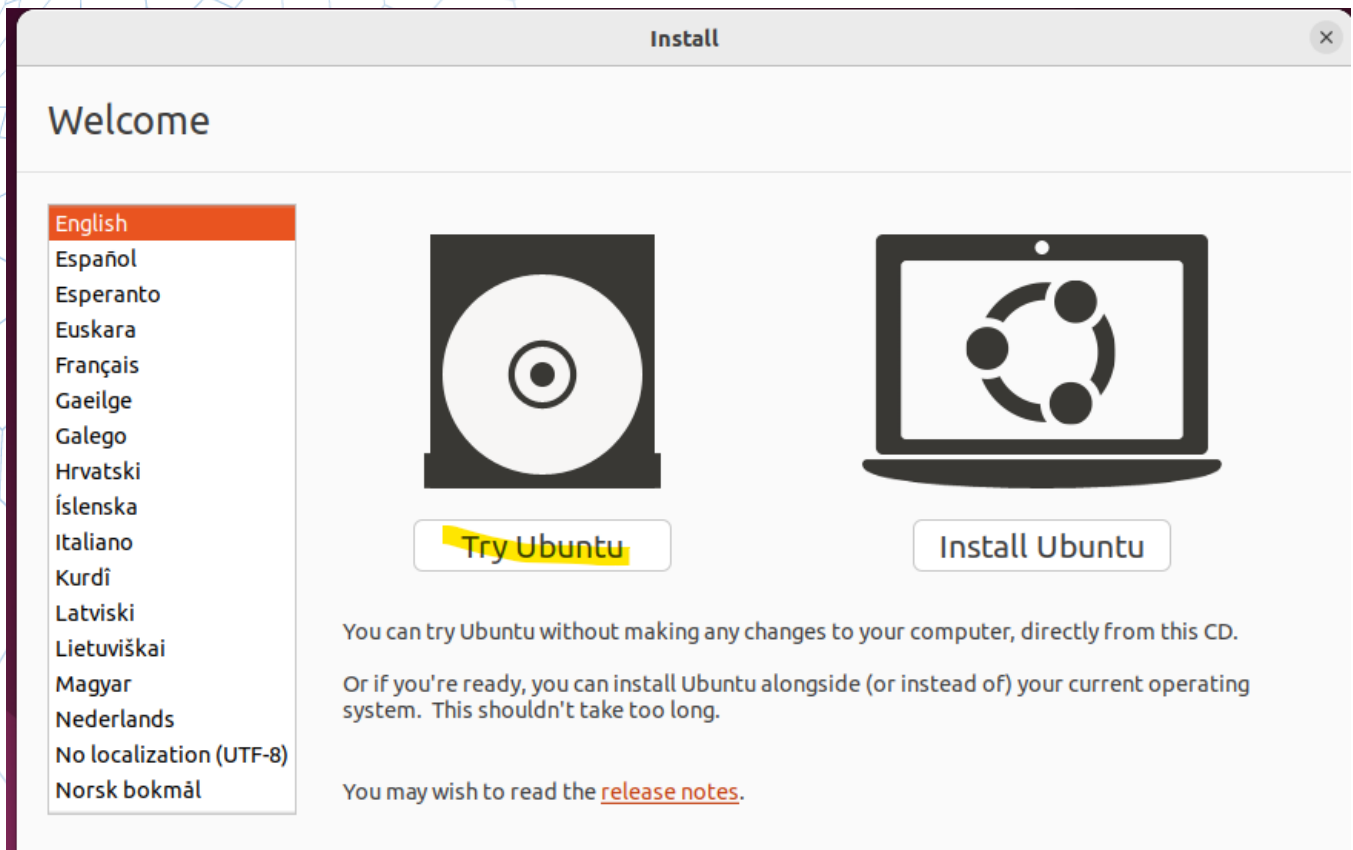 Install
Welcome
English
Español
Esperanto
Euskara
Français
Gaeilge
Galego
Hrvatski
Íslenska
Italiano
Kurdî
Latviski
Lietuviškai
Magyar
Nederlands
No localization (UTF-8)
Norsk bokmål
Try Ubuntu
Install Ubuntu
You can try Ubuntu without making any changes to your computer, directly from this CD.
Or if you're ready, you can install Ubuntu alongside (or instead of) your current operating
system. This shouldn't take too long.
You may wish to read the release notes.